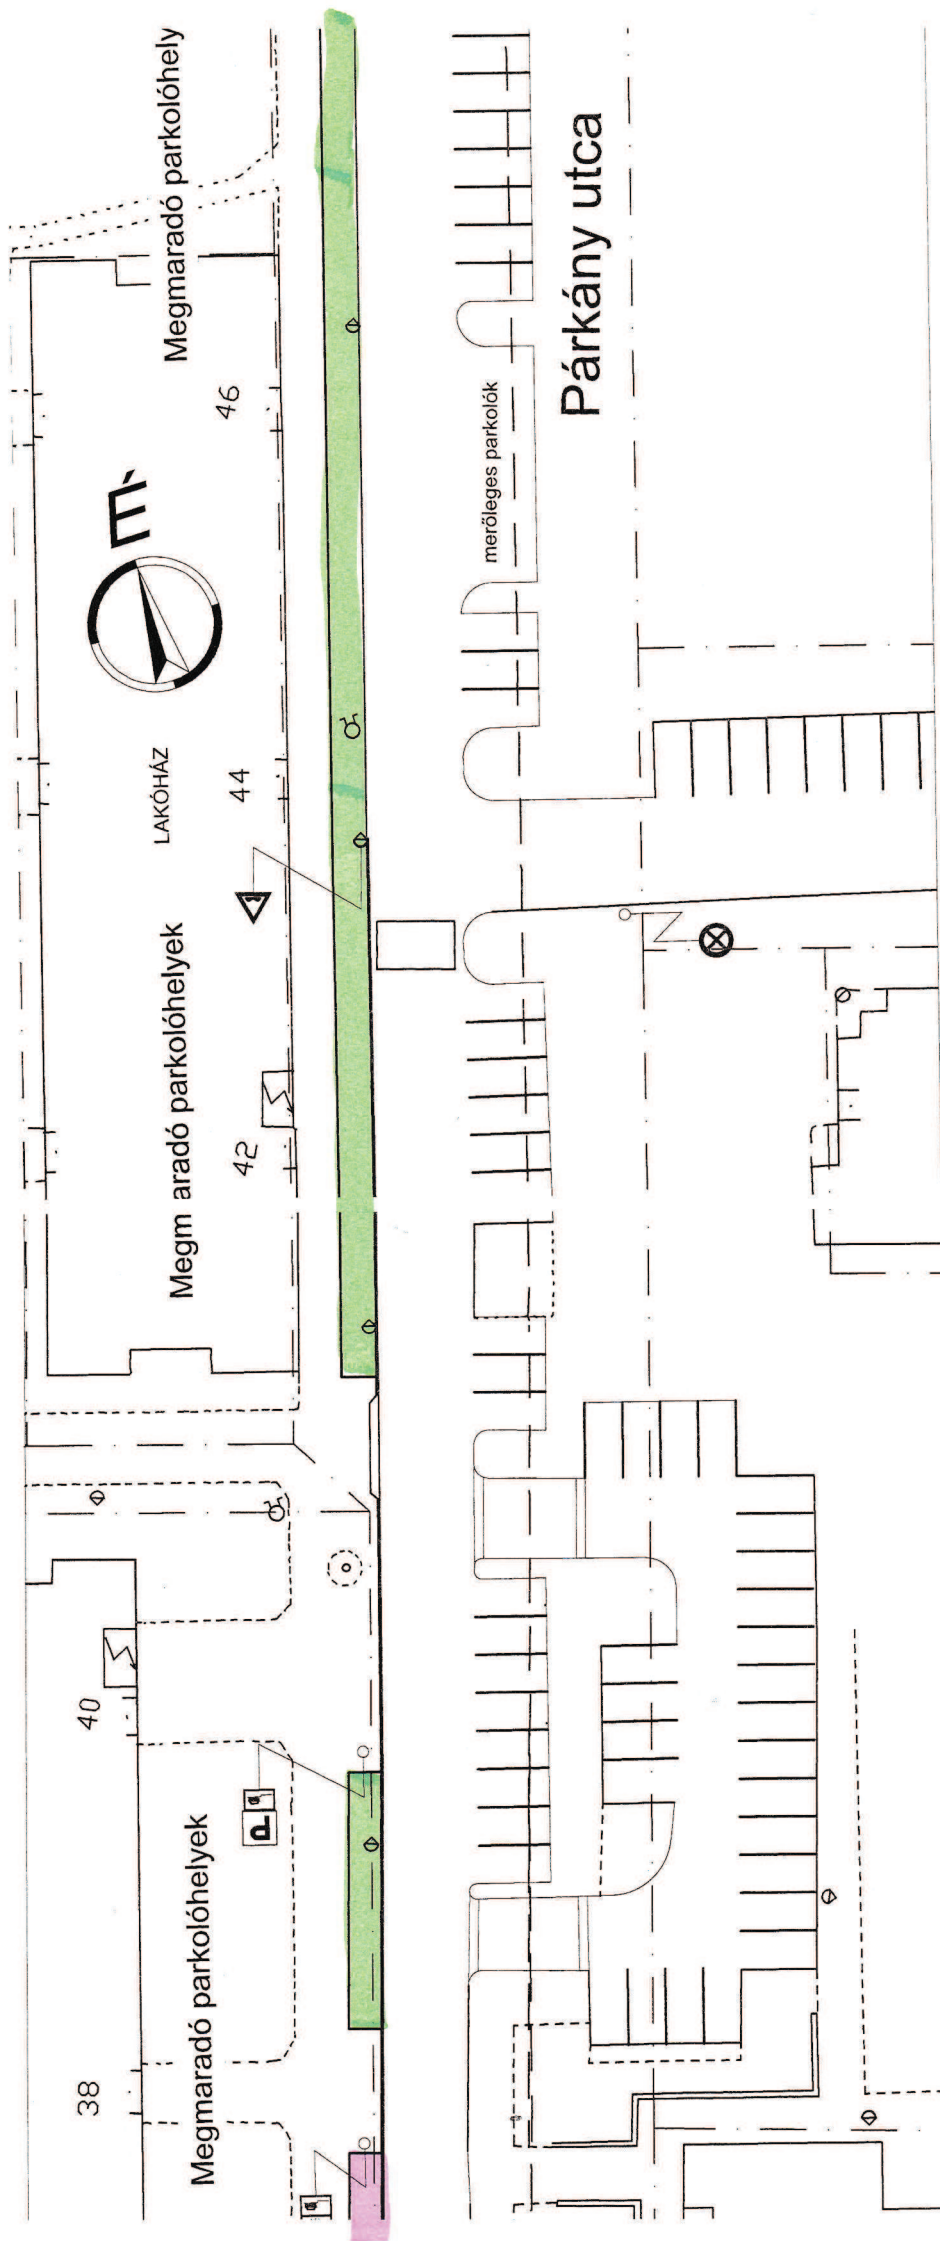 Megmaradó parkolóhely
Párkány utca
46
merőleges parkolók
É
LAKÓHÁZ
44
Megm aradó parkolóhelyek
42
40
P
Megmaradó parkolóhelyek
38